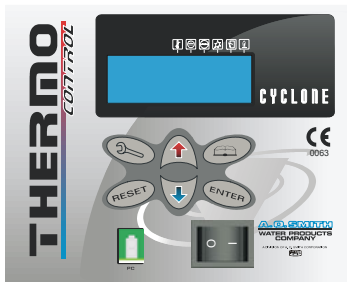 THERMO
CONTROL
CYCLONE
CE
0063
RESET
ENTER
A.O.SMITH
WATER PRODUCTS
COMPANY
PC
O I